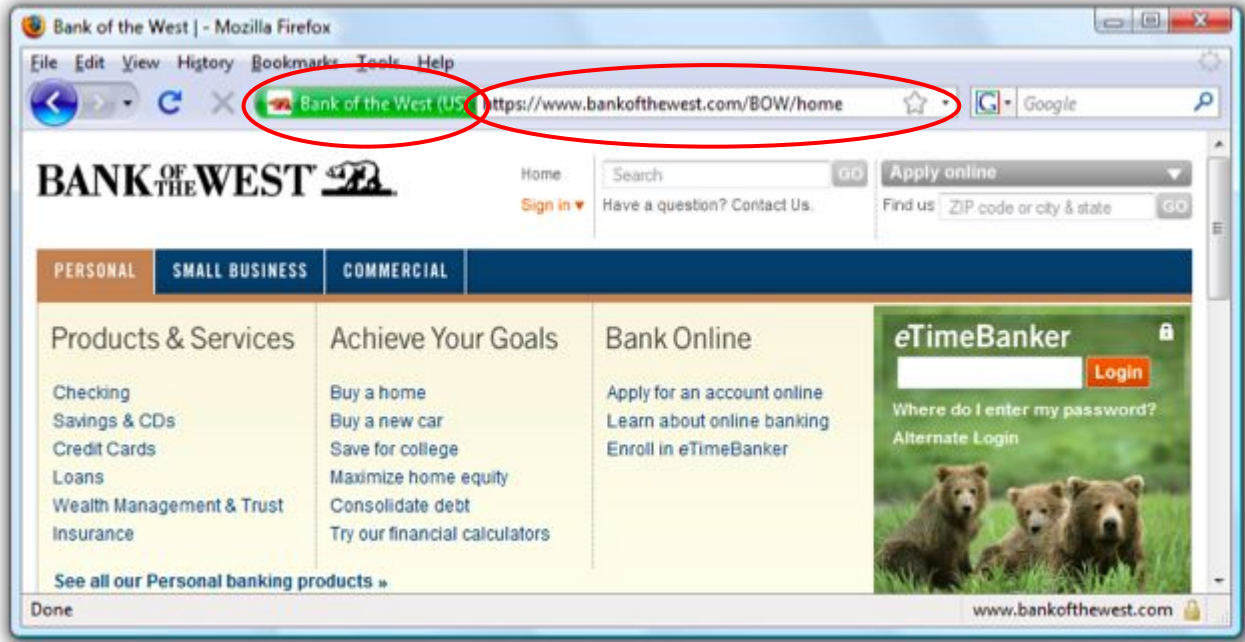 Bank of the West | - Mozilla Firefox
File Edit View History Bookmarks Tools Help
Bank of the West (US https://www.bankofthewest.com/BOW/home G Google
BANK OF THE WEST Home Search GO Apply online
Sign in Have a question? Contact Us. Find us ZIP code or city & state GO
PERSONAL SMALL BUSINESS COMMERCIAL
Products & Services
Checking
Savings & CDs
Credit Cards
Loans
Wealth Management & Trust
Insurance
See all our Personal banking products »
Achieve Your Goals
Buy a home
Buy a new car
Save for college
Maximize home equity
Consolidate debt
Try our financial calculators
Bank Online
Apply for an account online
Learn about online banking
Enroll in eTimeBanker
eTimeBanker
Login
Where do I enter my password?
Alternate Login
Done www.bankofthewest.com